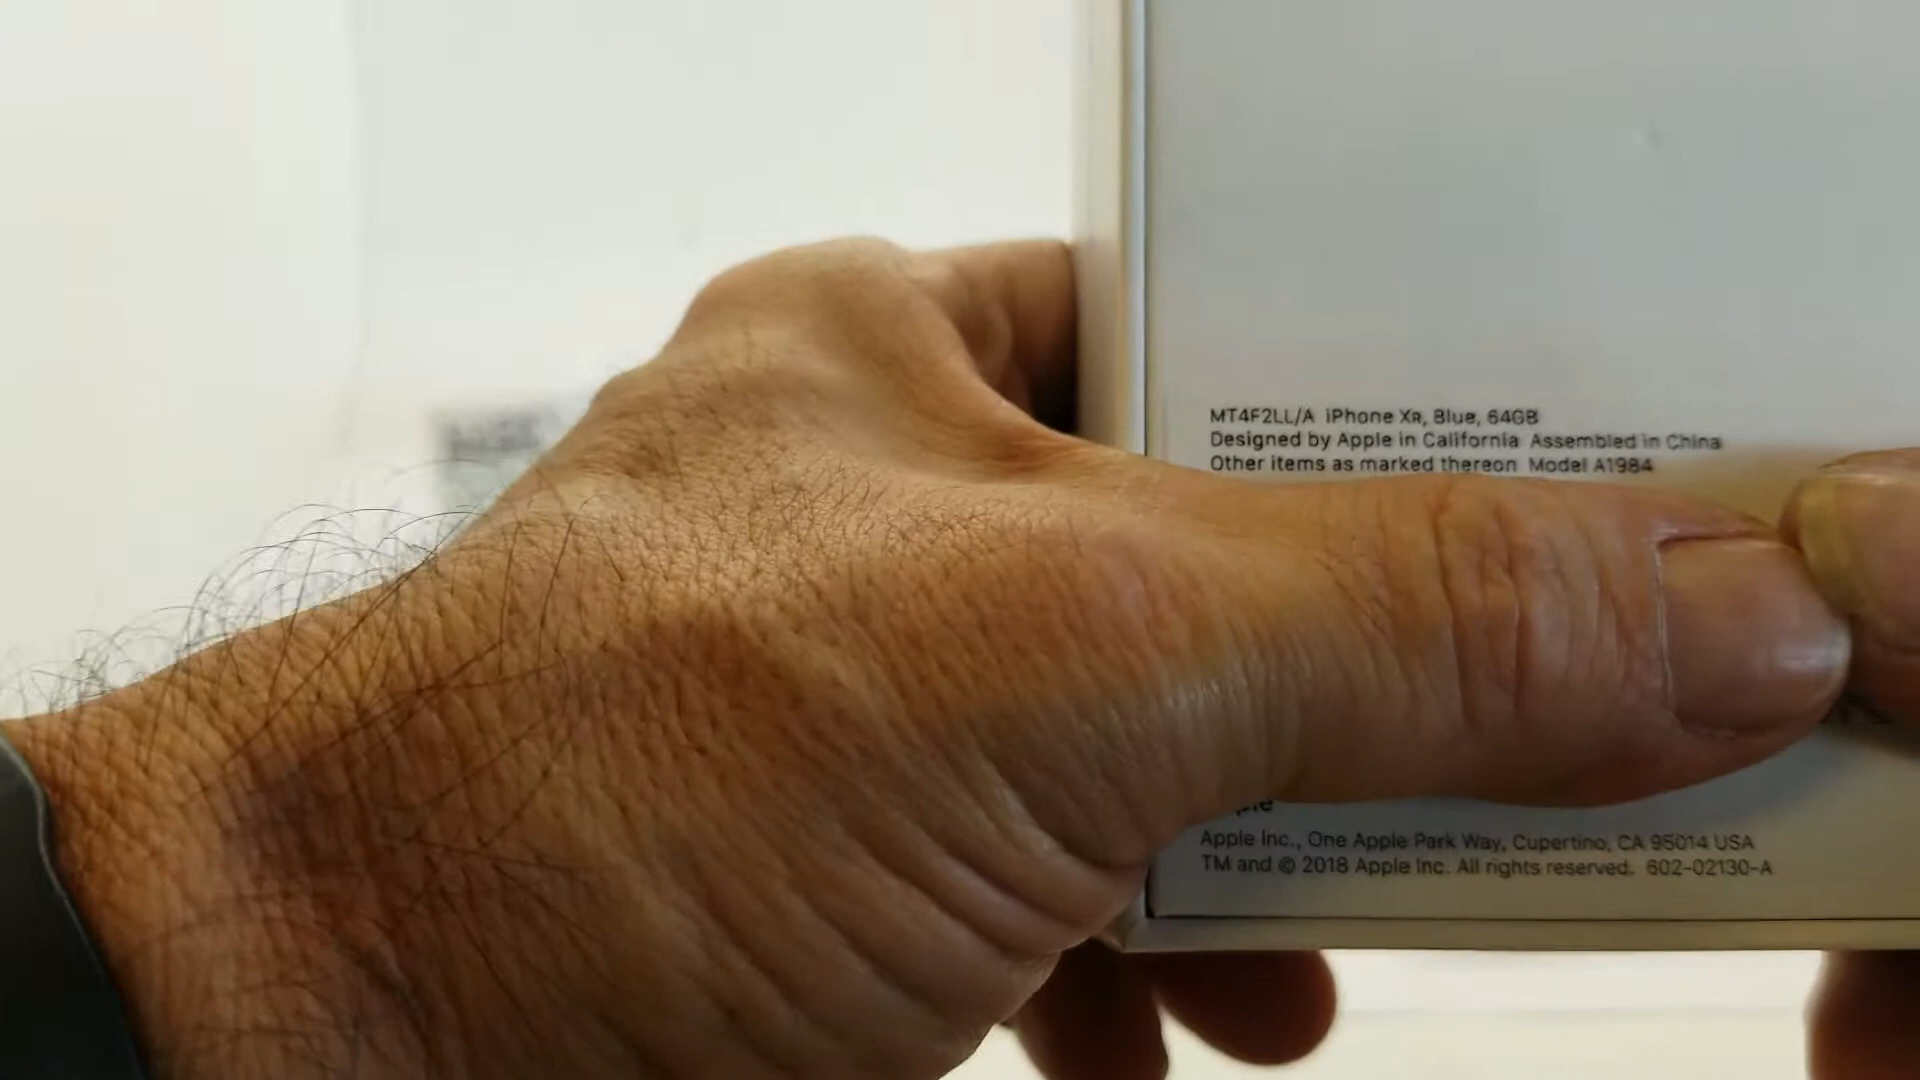 MT4F2LL/A iPhone XR, Blue, 64GB
Designed by Apple in California Assembled in China
Other items as marked thereon Model A1984
Apple Inc., One Apple Park Way, Cupertino, CA 95014 USA
TM and © 2018 Apple Inc. All rights reserved. 602-02130-A